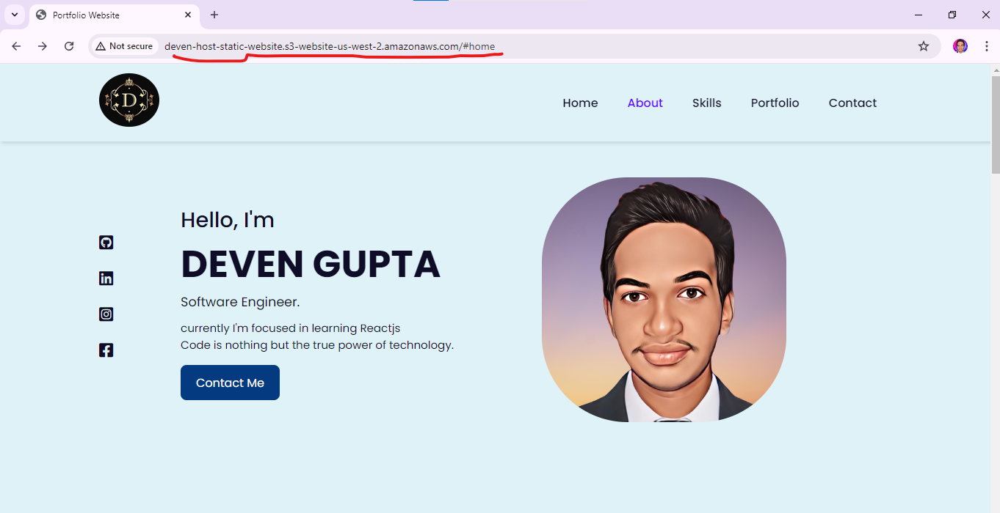 Portfolio Website
Not secure
deven-host-static-website.s3-website-us-west-2.amazonaws.com/#home
D
Home About Skills Portfolio Contact
Hello, I'm
DEVEN GUPTA
Software Engineer.
currently I'm focused in learning Reactjs
Code is nothing but the true power of technology.
Contact Me
in